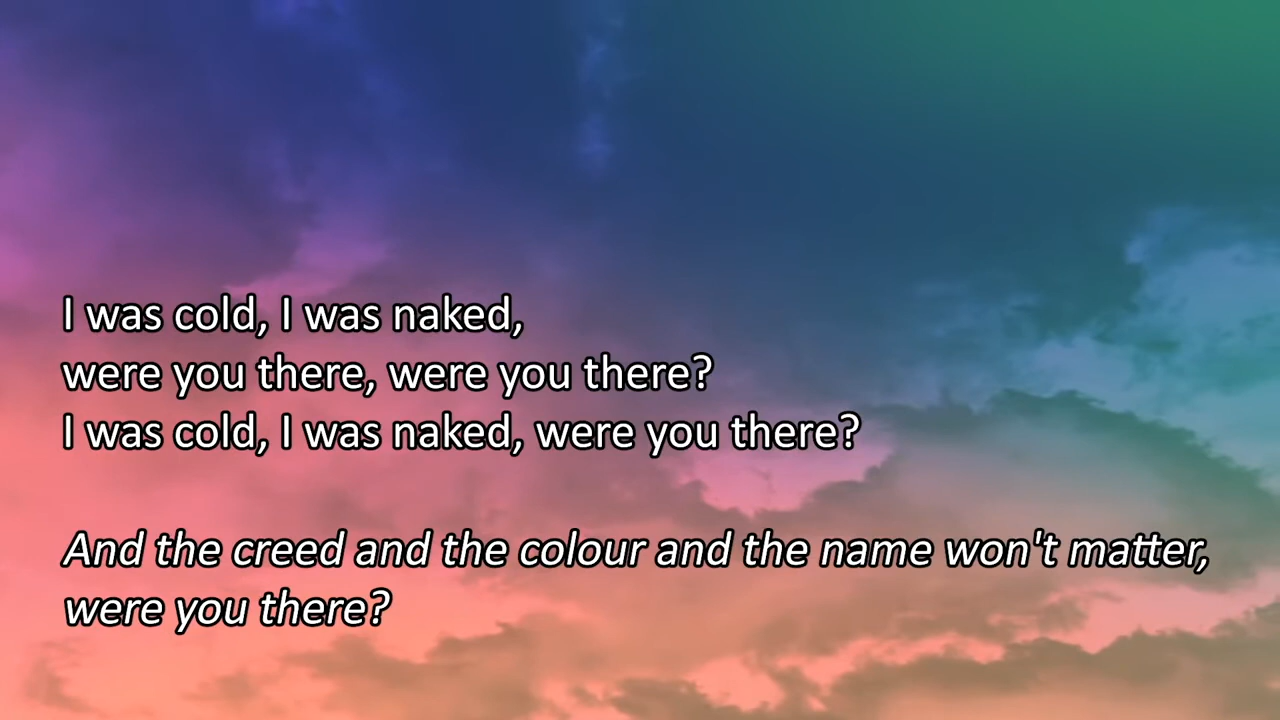 I was cold, I was naked,
were you there, were you there?
I was cold, I was naked, were you there?
And the creed and the colour and the name won't matter,
were you there?